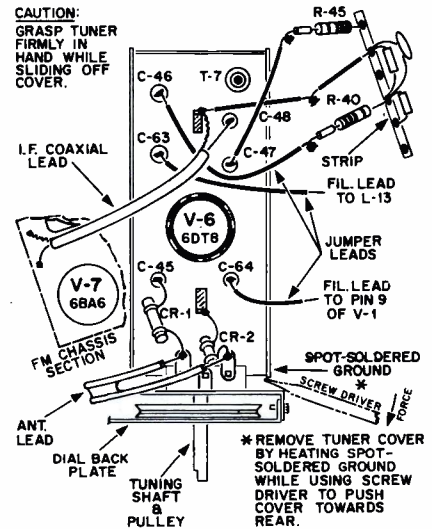 CAUTION:
GRASP TUNER
FIRMLY IN
HAND WHILE
SLIDING OFF
COVER.
R-45
C-46
T-7
R-40
C-63
C-48
I.F. COAXIAL
LEAD
C-47
STRIP
FIL. LEAD
TO L-13
V-6
6DT8
JUMPER
LEADS
V-7
6BA6
C-45
C-64
FIL. LEAD
TO PIN 9
OF V-1
CR-1
CR-2
FM CHASSIS
SECTION
SPOT-SOLDERED
GROUND
*
SCREW DRIVER
FORCE
ANT.
LEAD
DIAL BACK
PLATE
TUNING
SHAFT
&
PULLEY
* REMOVE TUNER COVER
BY HEATING SPOT-
SOLDERED GROUND
WHILE USING SCREW
DRIVER TO PUSH
COVER TOWARDS
REAR.